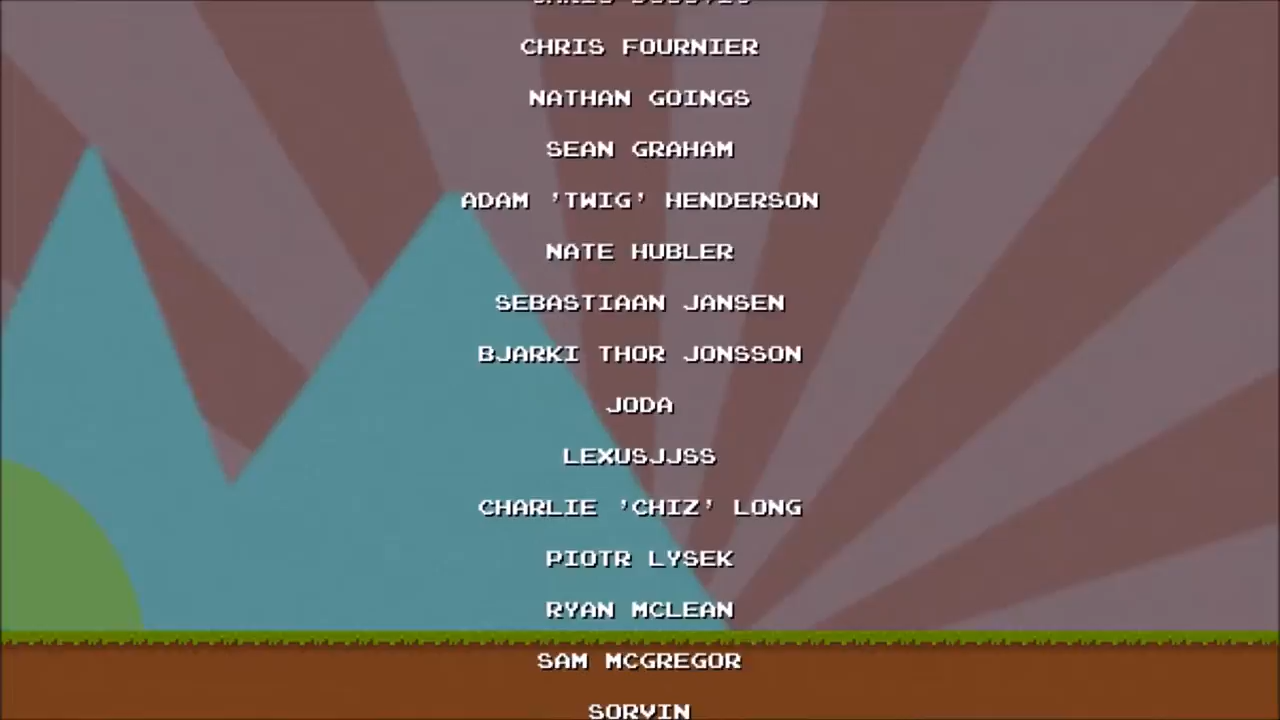 CHRIS FOURNIER
NATHAN GOINGS
SEAN GRAHAM
ADAM 'TWIG' HENDERSON
NATE HUBLER
SEBASTIAAN JANSEN
BJARKI THOR JONSSON
JODA
LEXUSJJSS
CHARLIE 'CHIZ' LONG
PIOTR LYSEK
RYAN MCLEAN
SAM MCGREGOR
SORVIN